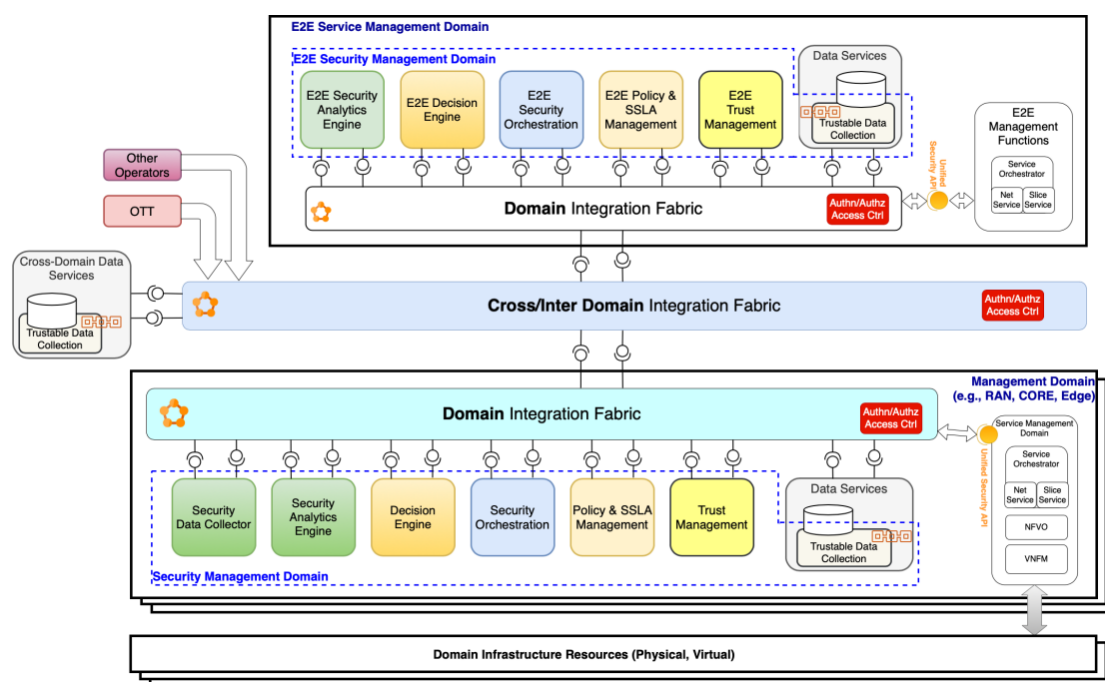 E2E Service Management Domain
E2E Security Management Domain
E2E Security
Analytics
Engine
E2E Decision
Engine
E2E
Security
Orchestration
E2E Policy &
SSLA
Management
E2E
Trust
Management
Data Services
Trustable Data
Collection
Unified
Security API
E2E
Management
Functions
Service
Orchestrator
Net
Service
Slice
Service
Domain Integration Fabric
Authn/Authz
Access Ctrl
Other
Operators
OTT
Cross-Domain Data
Services
Trustable Data
Collection
Cross/Inter Domain Integration Fabric
Authn/Authz
Access Ctrl
Management Domain
(e.g., RAN, CORE, Edge)
Domain Integration Fabric
Authn/Authz
Access Ctrl
Service Management
Domain
Service
Orchestrator
Net
Service
Slice
Service
NFVO
VNFM
Unified Security API
Security
Data Collector
Security
Analytics
Engine
Decision
Engine
Security
Orchestration
Policy & SSLA
Management
Trust
Management
Data Services
Trustable Data
Collection
Security Management Domain
Domain Infrastructure Resources (Physical, Virtual)